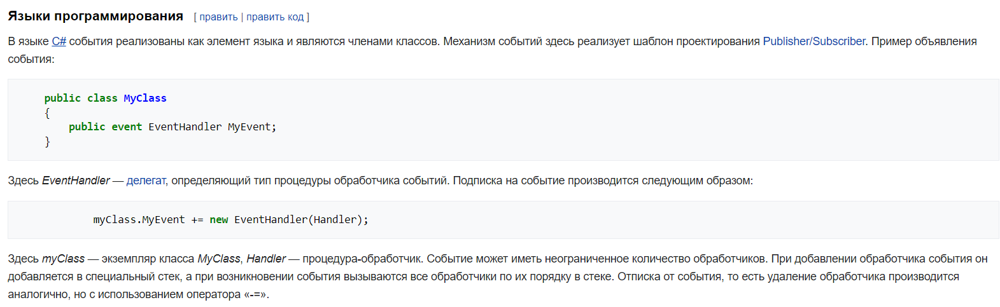 Языки программирования [ править | править код ]
В языке C# события реализованы как элемент языка и являются членами классов. Механизм событий здесь реализует шаблон проектирования Publisher/Subscriber. Пример объявления
события:
public class MyClass
{
    public event EventHandler MyEvent;
}
Здесь EventHandler — делегат, определяющий тип процедуры обработчика событий. Подписка на событие производится следующим образом:
myClass.MyEvent += new EventHandler(Handler);
Здесь myClass — экземпляр класса MyClass, Handler — процедура-обработчик. Событие может иметь неограниченное количество обработчиков. При добавлении обработчика события он
добавляется в специальный стек, а при возникновении события вызываются все обработчики по их порядку в стеке. Отписка от события, то есть удаление обработчика производится
аналогично, но с использованием оператора «-=».